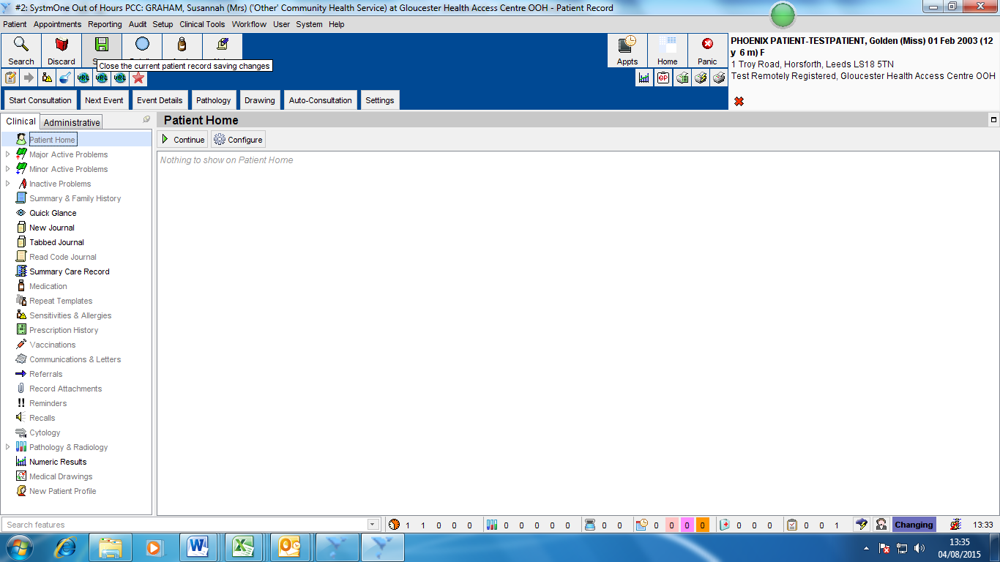 #2: SystmOne Out of Hours PCC: GRAHAM, Susannah (Mrs) ('Other' Community Health Service) at Gloucester Health Access Centre OOH - Patient Record
Patient Appointments Reporting Audit Setup Clinical Tools Workflow User System Help
Search Discard
Close the current patient record saving changes
Appts Home Panic
PHOENIX PATIENT-TESTPATIENT, Golden (Miss) 01 Feb 2003 (12
y 6 m) F
1 Troy Road, Horsforth, Leeds LS18 5TN
Test Remotely Registered, Gloucester Health Access Centre OOH
URL URL URL
GP
Start Consultation Next Event Event Details Pathology Drawing Auto-Consultation Settings
Clinical Administrative
Patient Home
Continue Configure
Nothing to show on Patient Home
Patient Home
Major Active Problems
Minor Active Problems
Inactive Problems
Summary & Family History
Quick Glance
New Journal
Tabbed Journal
Read Code Journal
Summary Care Record
Medication
Repeat Templates
Sensitivities & Allergies
Prescription History
Vaccinations
Communications & Letters
Referrals
Record Attachments
Reminders
Recalls
Cytology
Pathology & Radiology
Numeric Results
Medical Drawings
New Patient Profile
Search features
1 1 0 0 0 0 0 0 0 0 0 0 0 0 0 0 0 0 0 0 0 1 Changing 13:33
13:35
04/08/2015